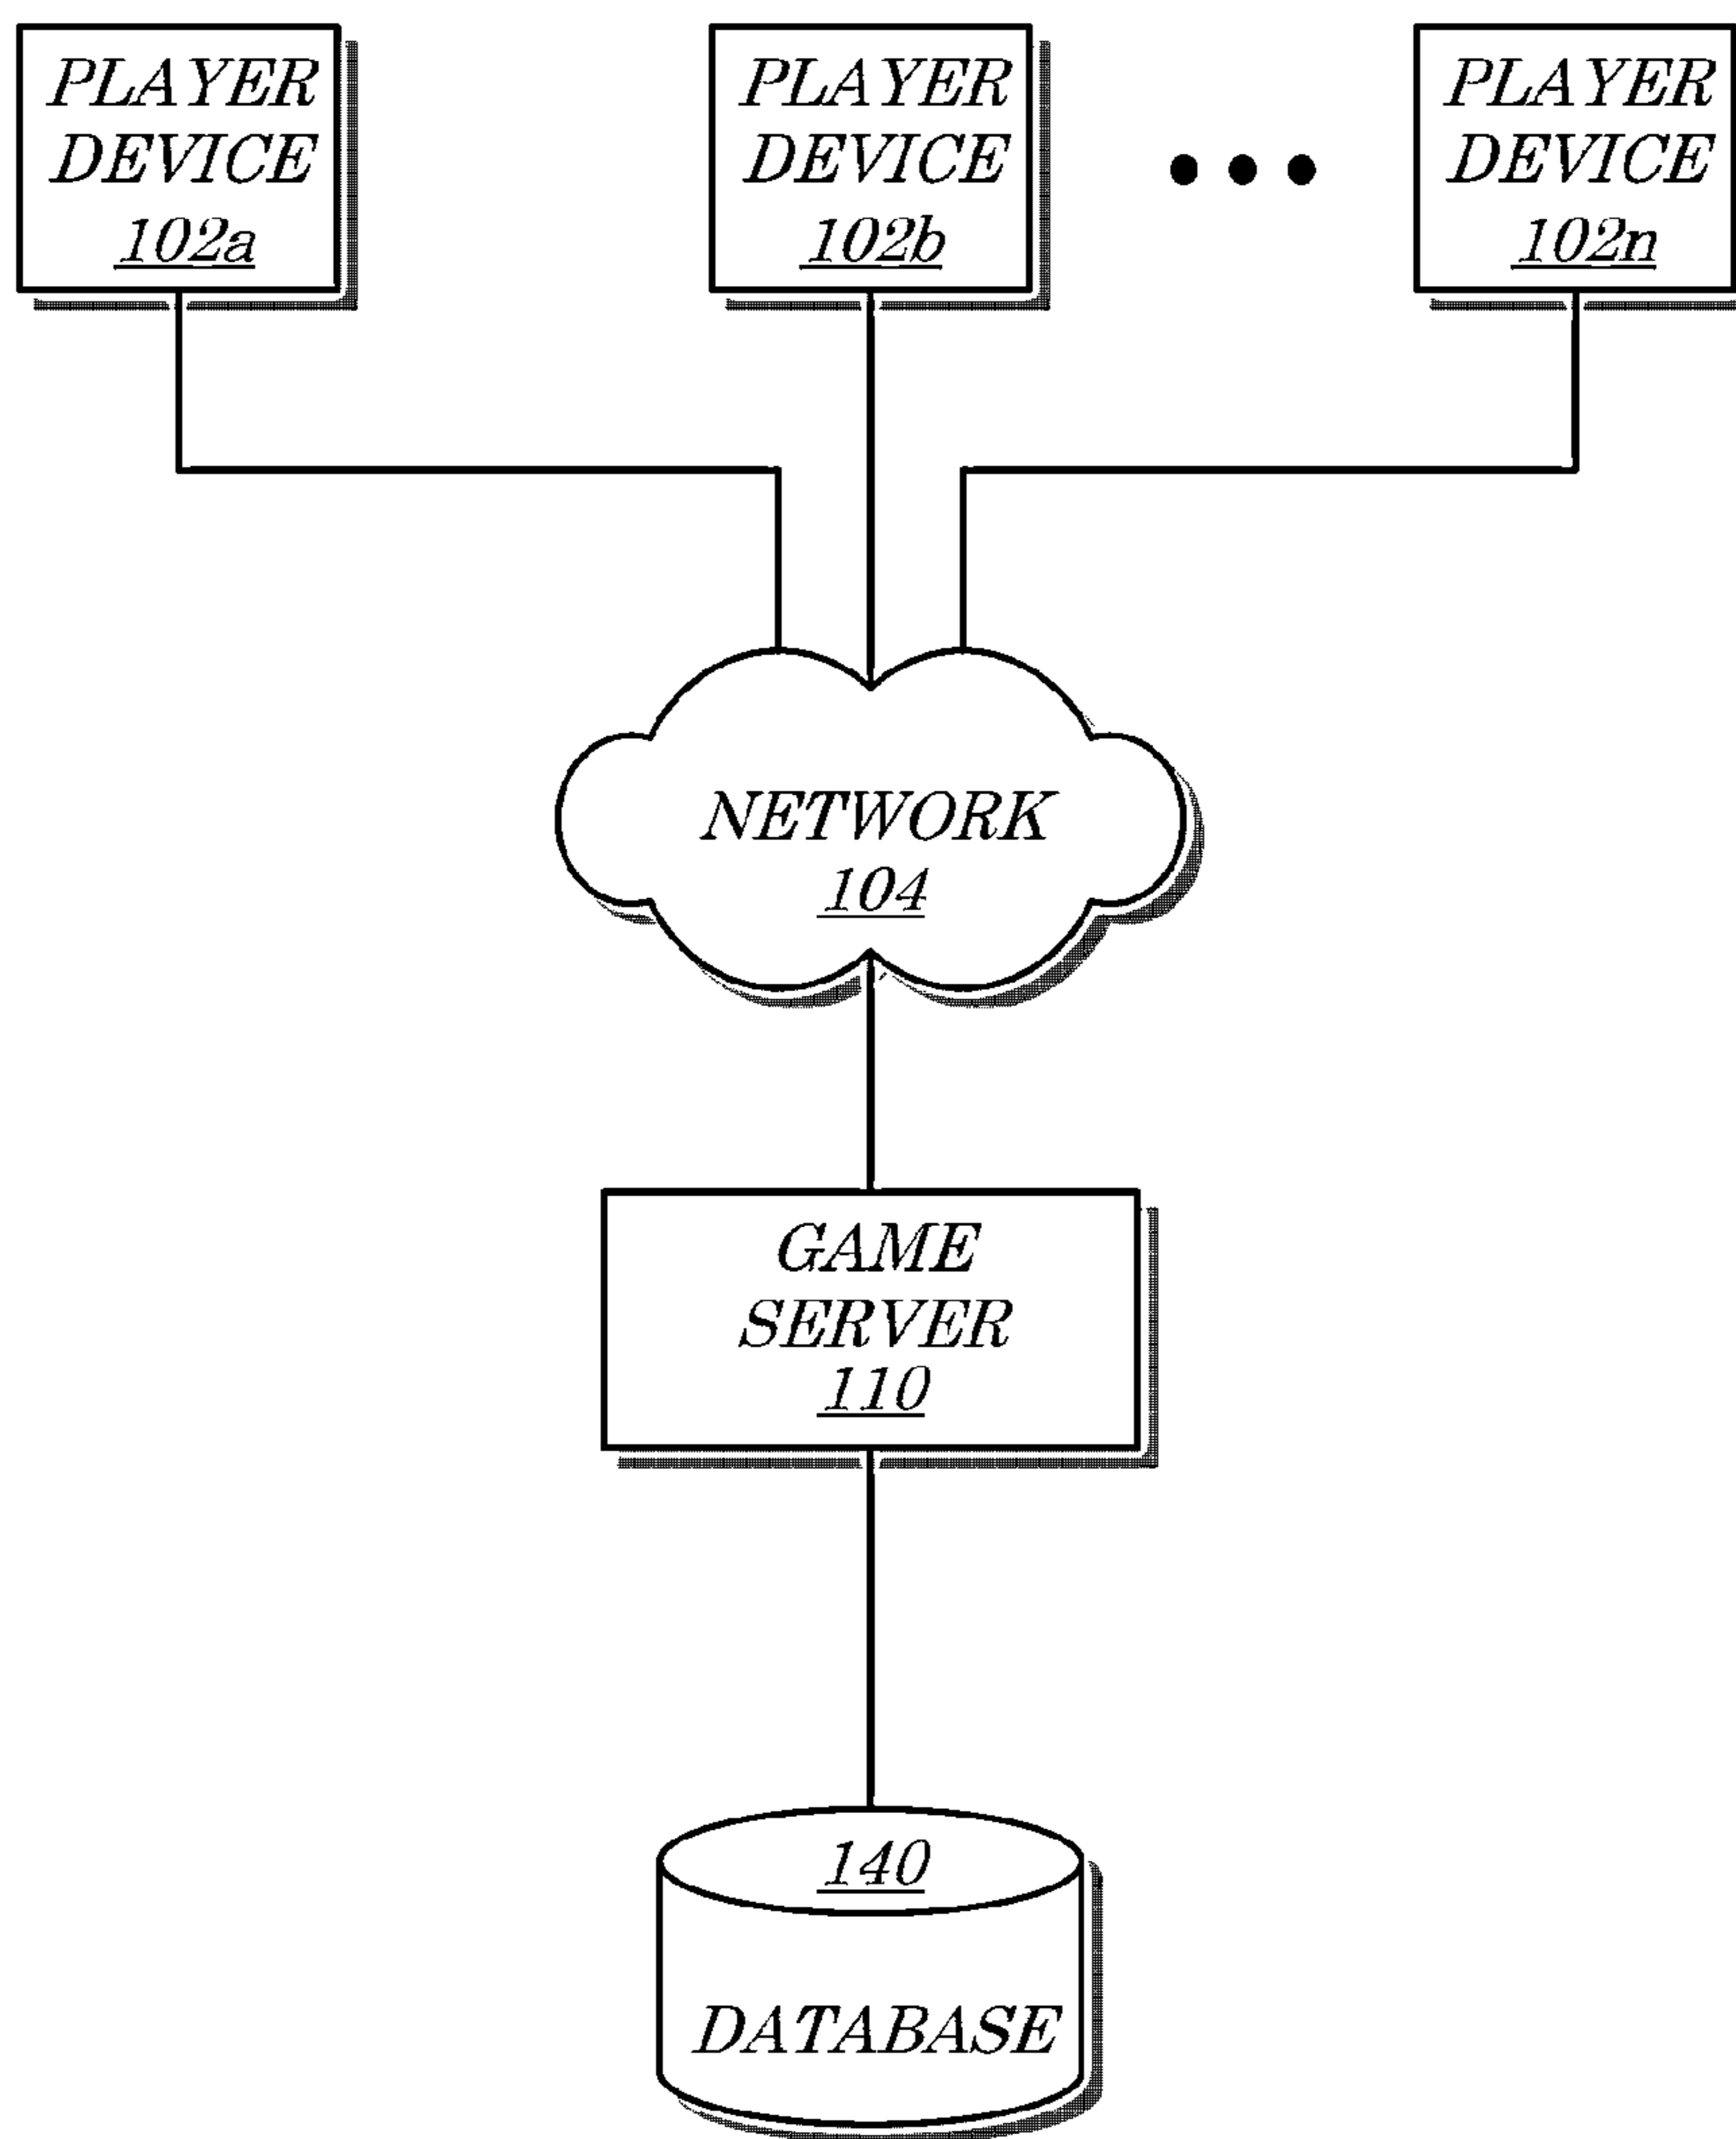 PLAYER
DEVICE
102a
PLAYER
DEVICE
102b
PLAYER
DEVICE
102n
NETWORK
104
GAME
SERVER
110
140
DATABASE